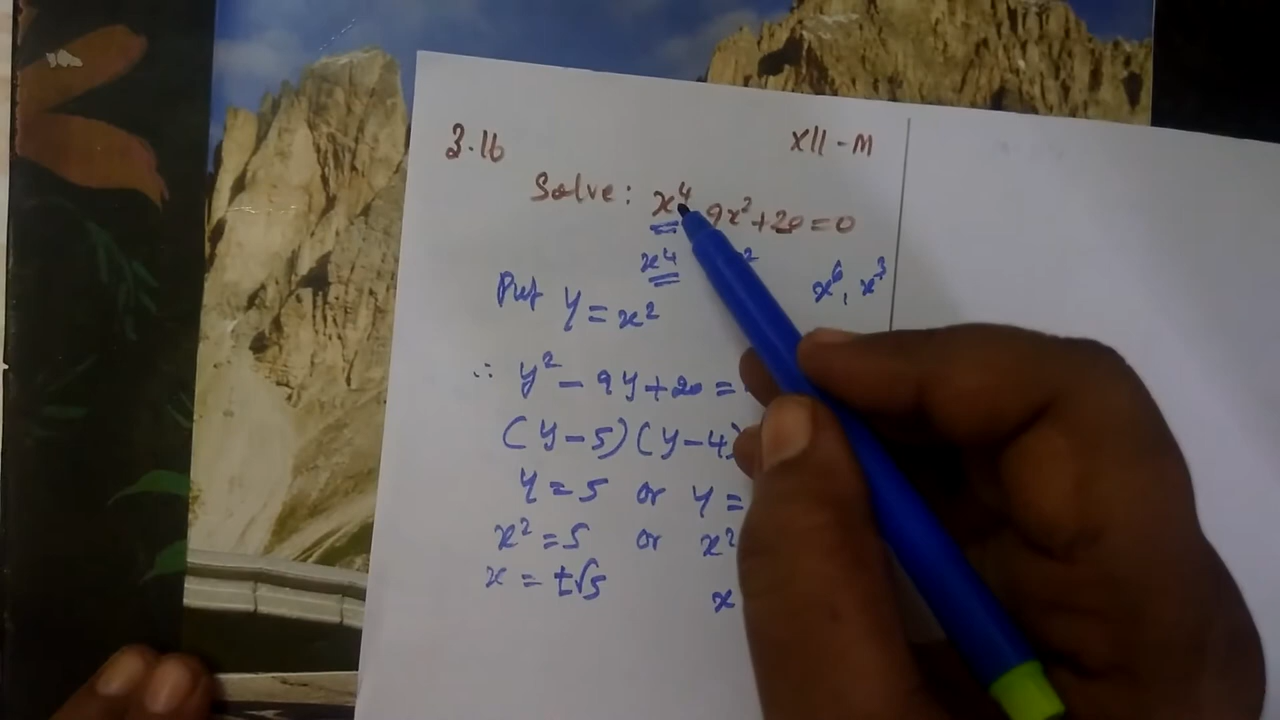 3.16 XII - M
Solve: x⁴ 9x² + 20 = 0
x⁴ ² x⁶, x³
Put y = x²
∴ y² - 9y + 20 =
(y - 5) (y - 4)
y = 5 or y =
x² = 5 or x²
x = ±√5 x